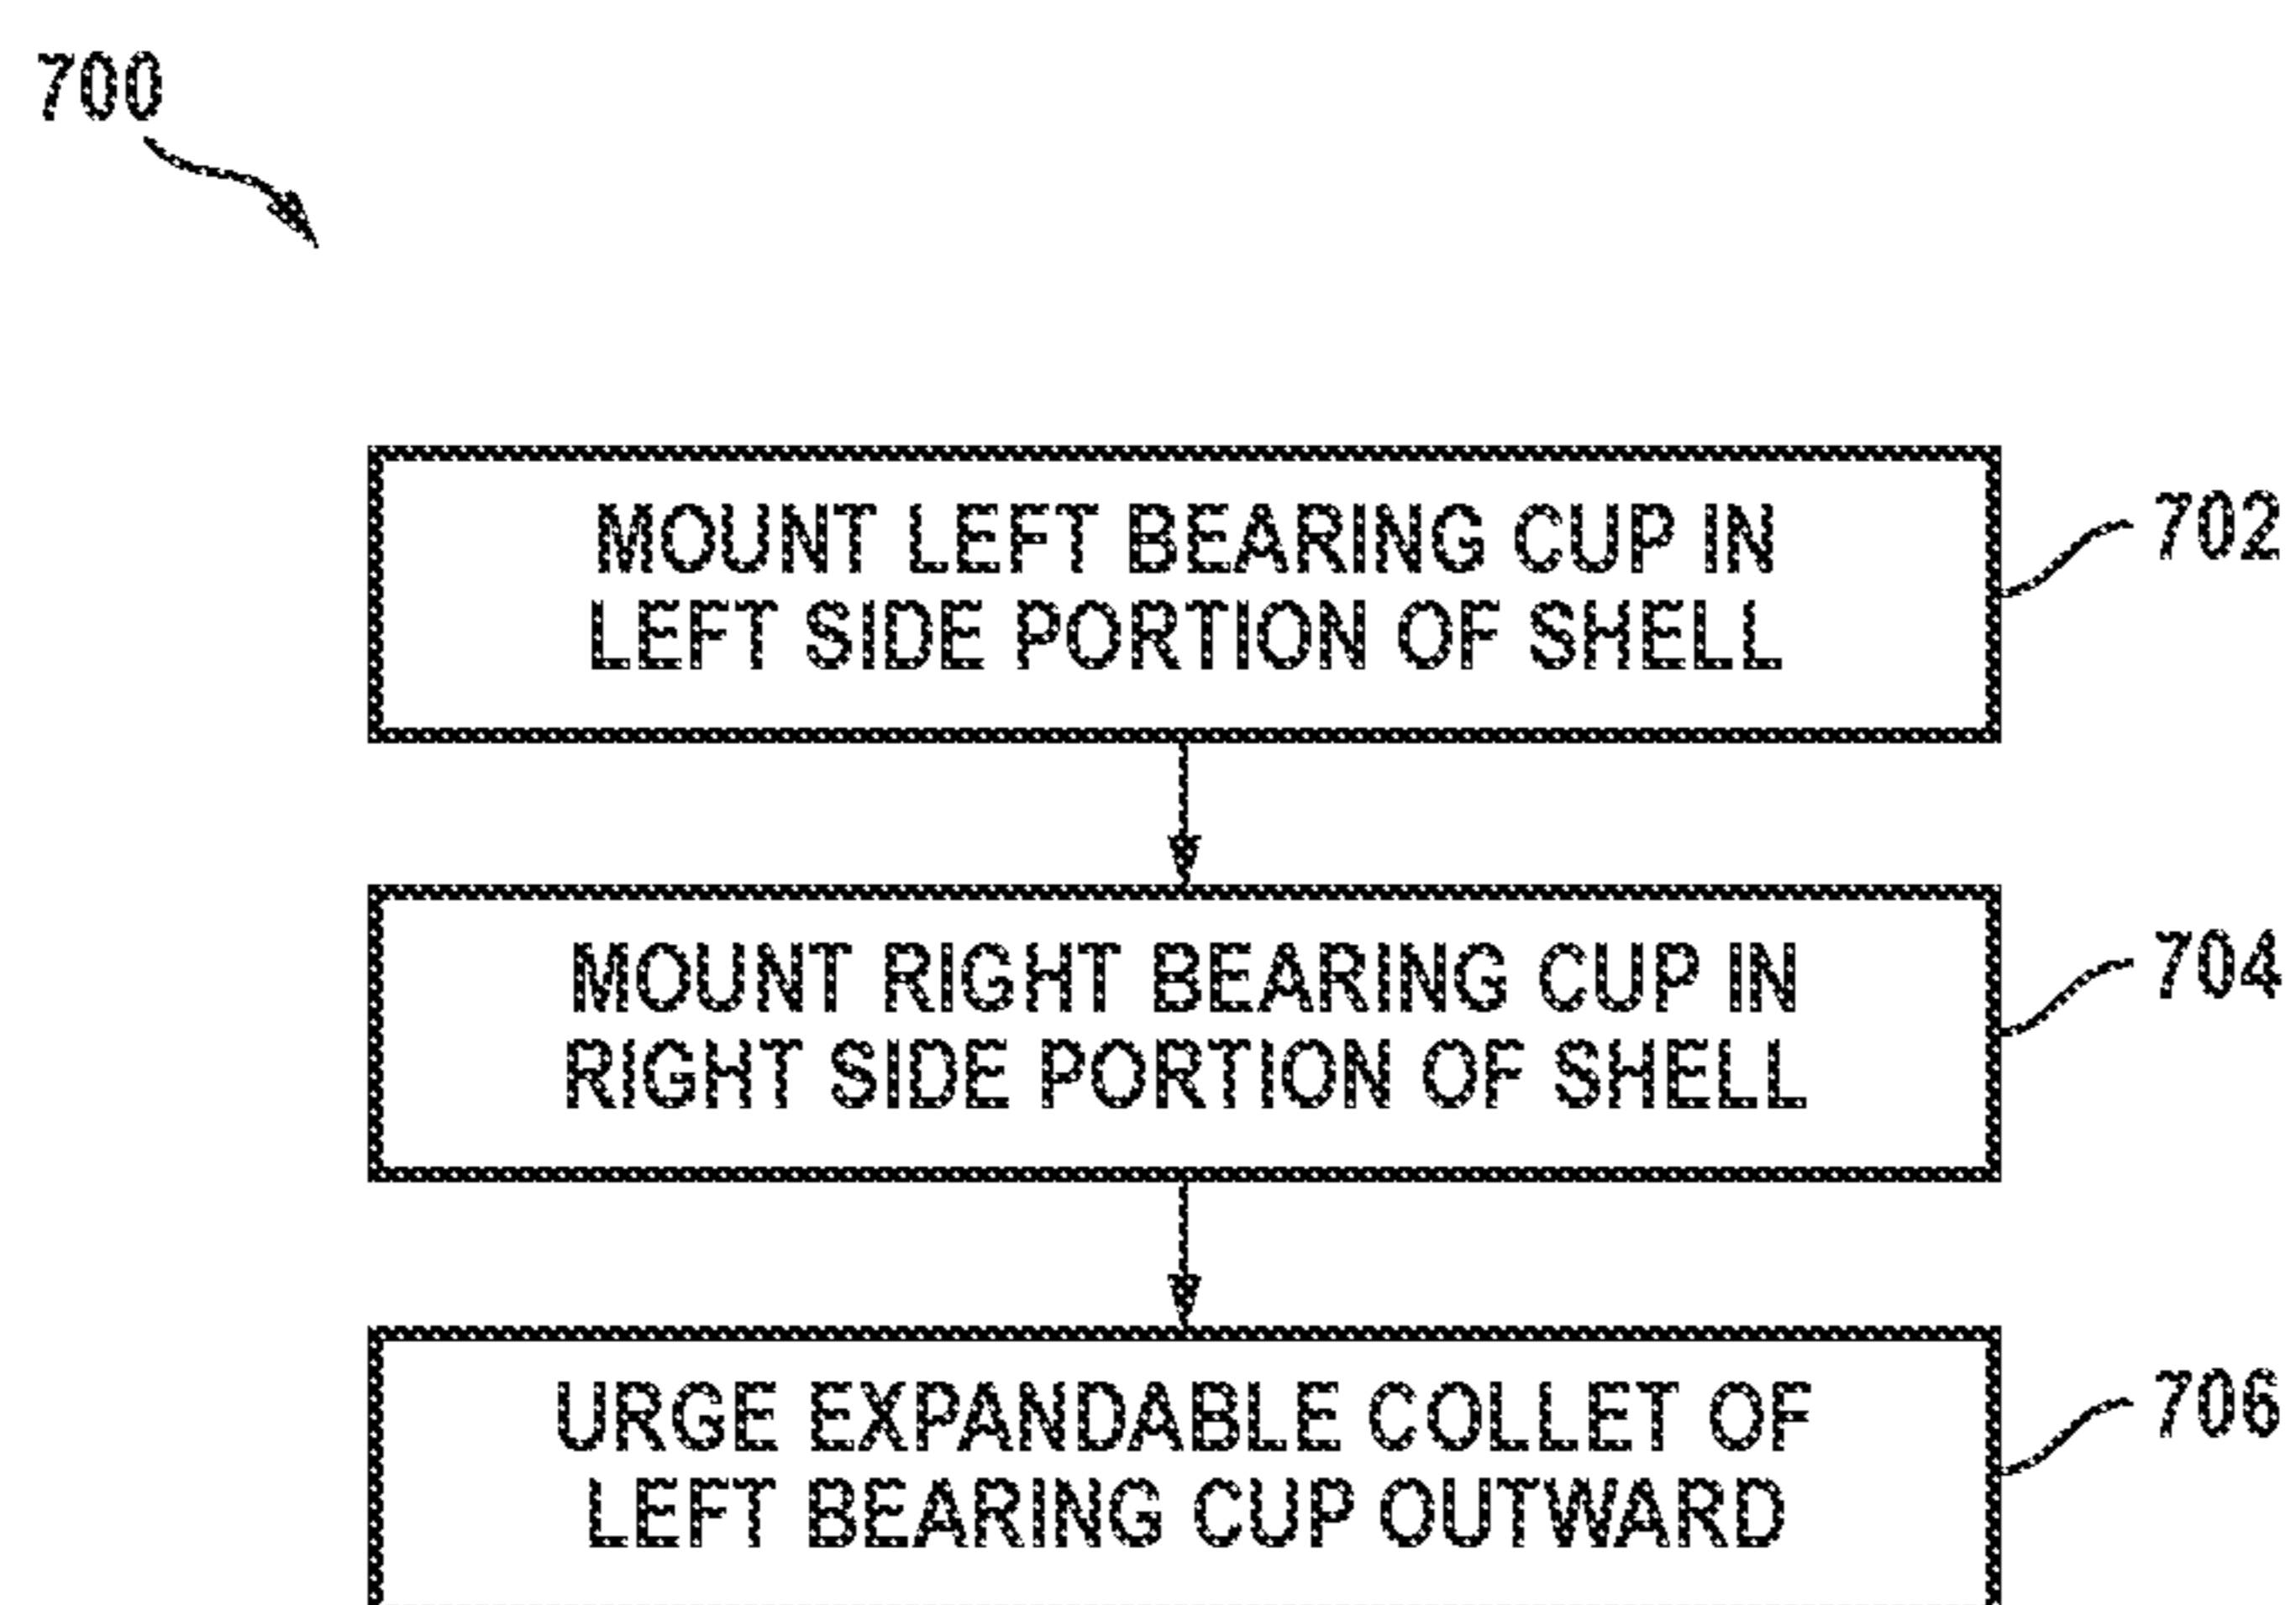 700
MOUNT LEFT BEARING CUP IN
LEFT SIDE PORTION OF SHELL
702
MOUNT RIGHT BEARING CUP IN
RIGHT SIDE PORTION OF SHELL
704
URGE EXPANDABLE COLLET OF
LEFT BEARING CUP OUTWARD
706